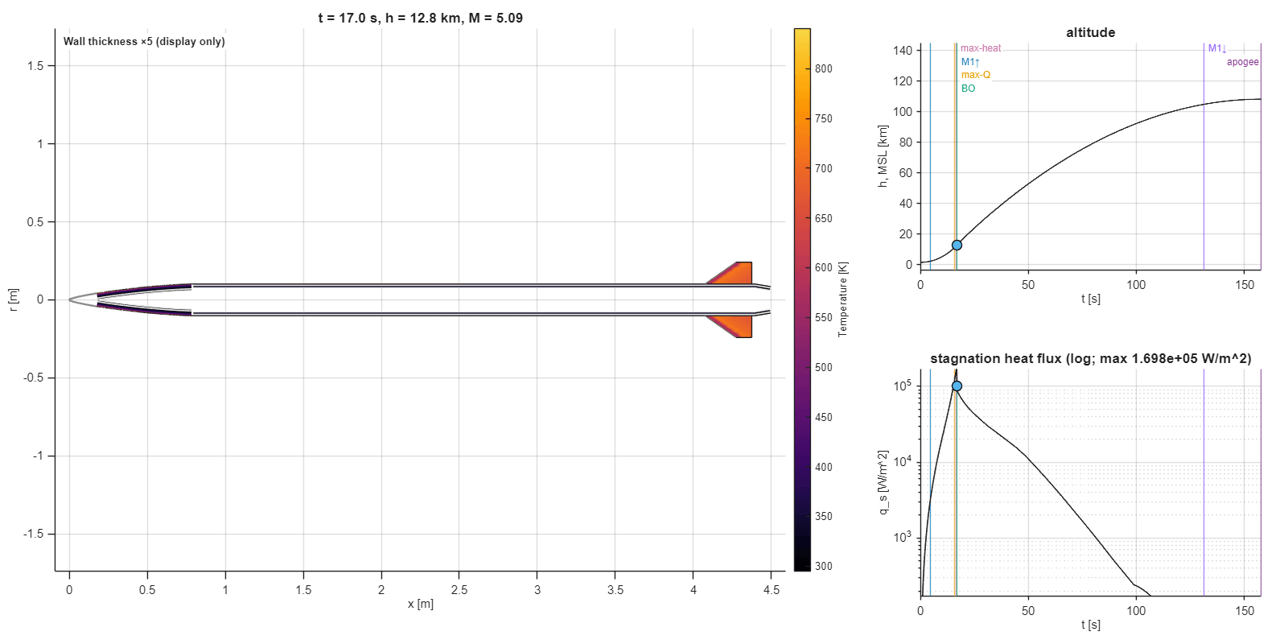 t = 17.0 s, h = 12.8 km, M = 5.09
Wall thickness ×5 (display only)
1.5
1
0.5
0
-0.5
-1
-1.5
r [m]
0
0.5
1
1.5
2
2.5
3
3.5
4
4.5
x [m]
800
750
700
650
600
550
500
450
400
350
300
Temperature [K]
altitude
140
120
100
80
60
40
20
0
h, MSL [km]
max-heat
M1↑
max-Q
BO
M1↓
apogee
0
50
100
150
t [s]
stagnation heat flux (log; max 1.698e+05 W/m^2)
10⁵
10⁴
10³
q_s [W/m^2]
0
50
100
150
t [s]